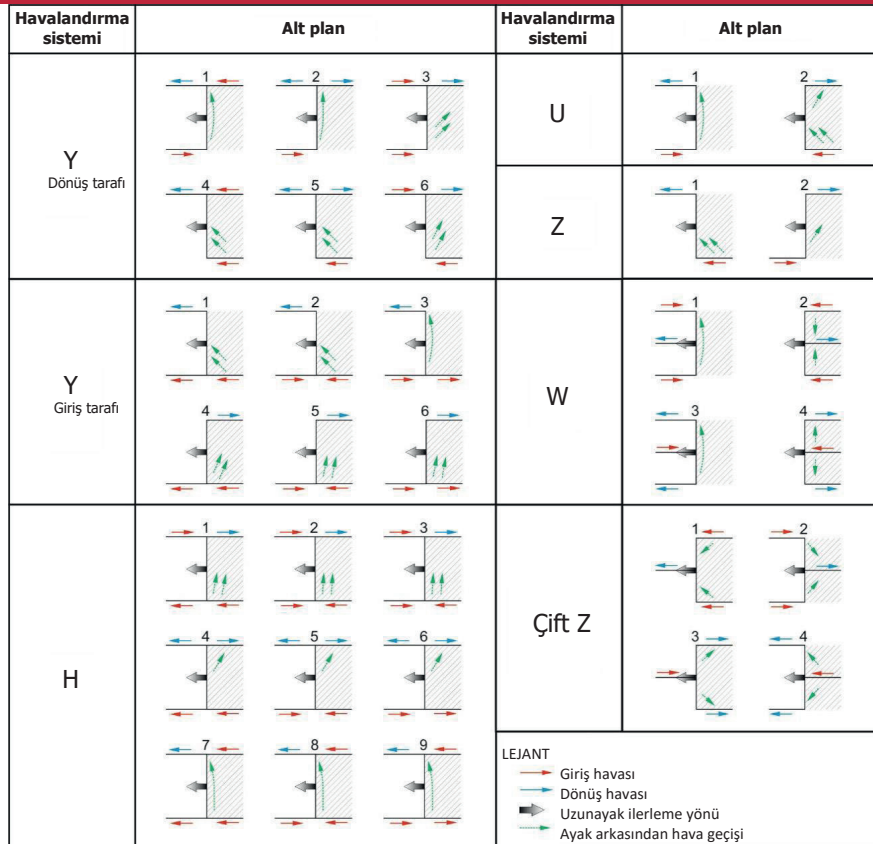 Havalandırma
sistemi
Alt plan
Havalandırma
sistemi
Alt plan
Y
Dönüş tarafı
1 2 3
4 5 6
U
1 2
Z
1 2
Y
Giriş tarafı
1 2 3
4 5 6
W
1 2
3 4
H
1 2 3
4 5 6
7 8 9
Çift Z
1 2
3 4
LEJANT
Giriş havası
Dönüş havası
Uzunayak ilerleme yönü
Ayak arkasından hava geçişi